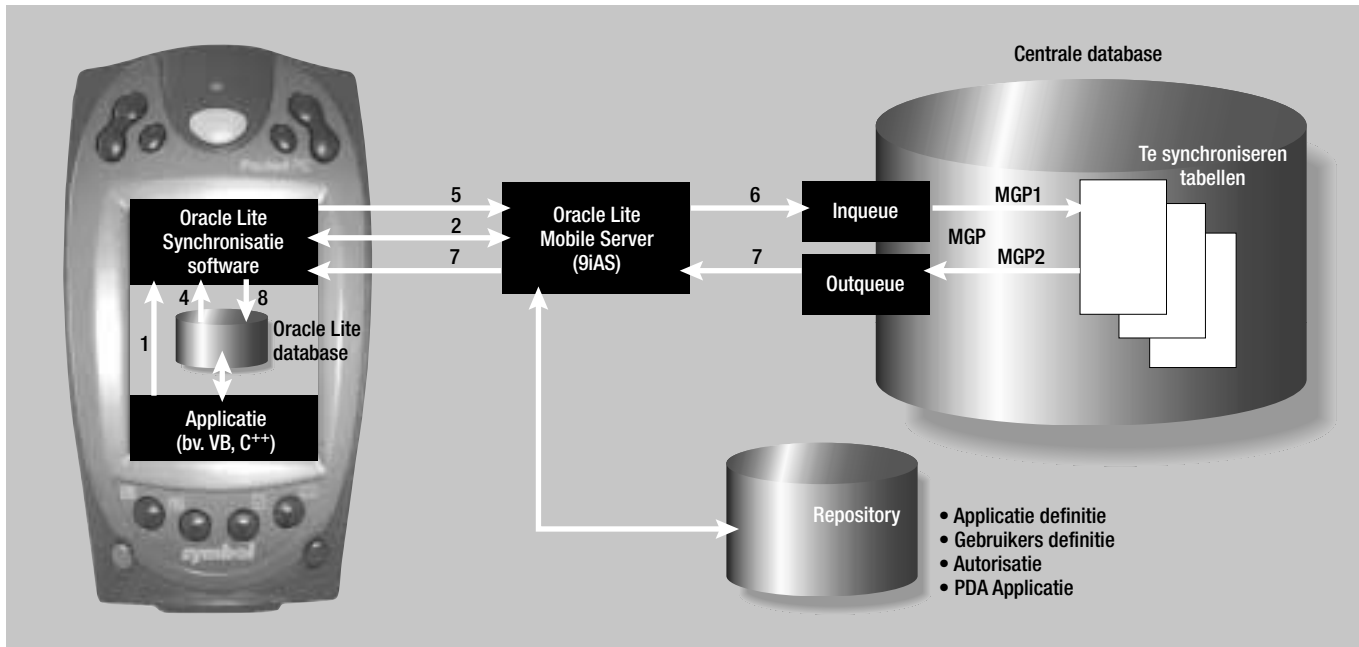 Centrale database
Te synchroniseren
tabellen
Pocket PC
Oracle Lite
Synchronisatie
software
5
2
7
Oracle Lite
Mobile Server
(9iAS)
6
7
Inqueue
Outqueue
MGP1
MGP
MGP2
4
8
1
Oracle Lite
database
Applicatie
(bv. VB, C++)
symbol
Repository
• Applicatie definitie
• Gebruikers definitie
• Autorisatie
• PDA Applicatie